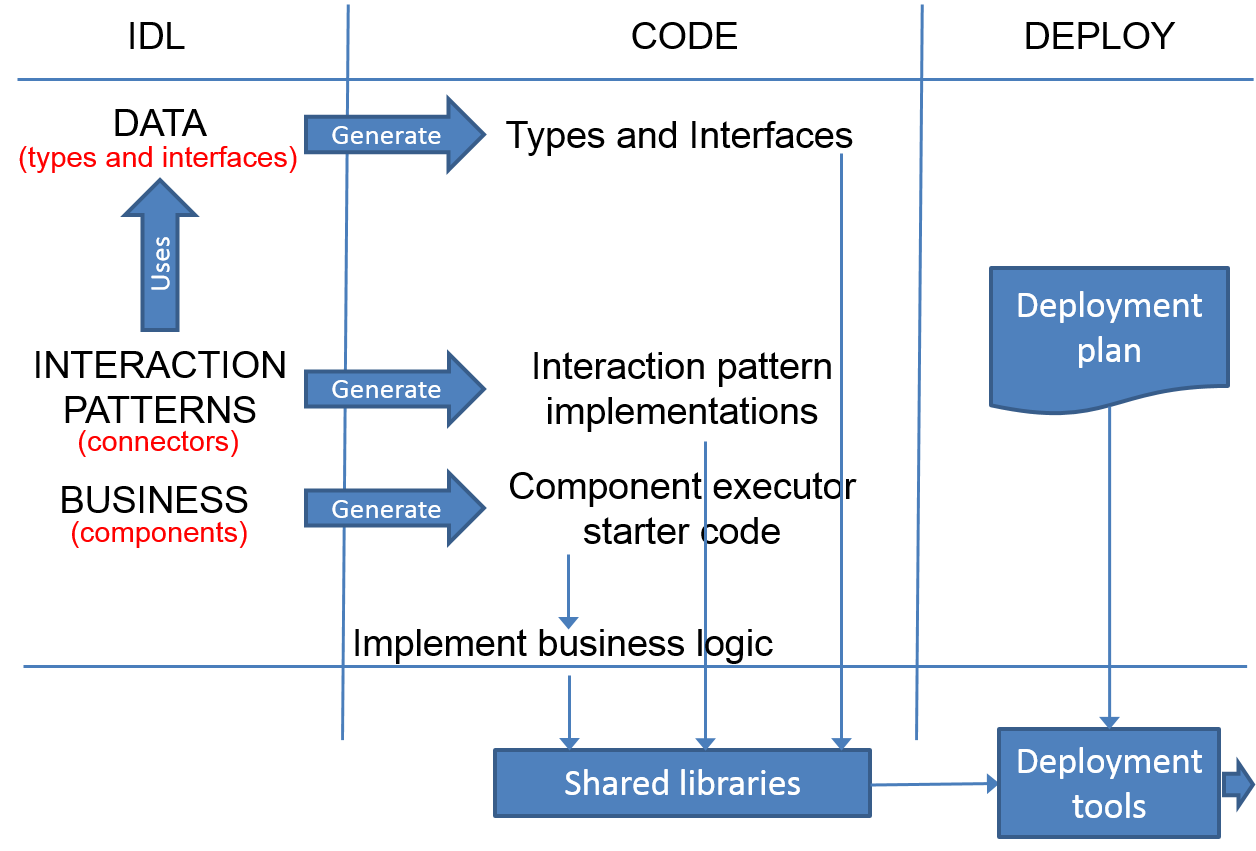 IDL
CODE
DEPLOY
DATA
(types and interfaces)
Generate
Types and Interfaces
Uses
Deployment
plan
INTERACTION
PATTERNS
(connectors)
Generate
Interaction pattern
implementations
BUSINESS
(components)
Generate
Component executor
starter code
Implement business logic
Shared libraries
Deployment
tools